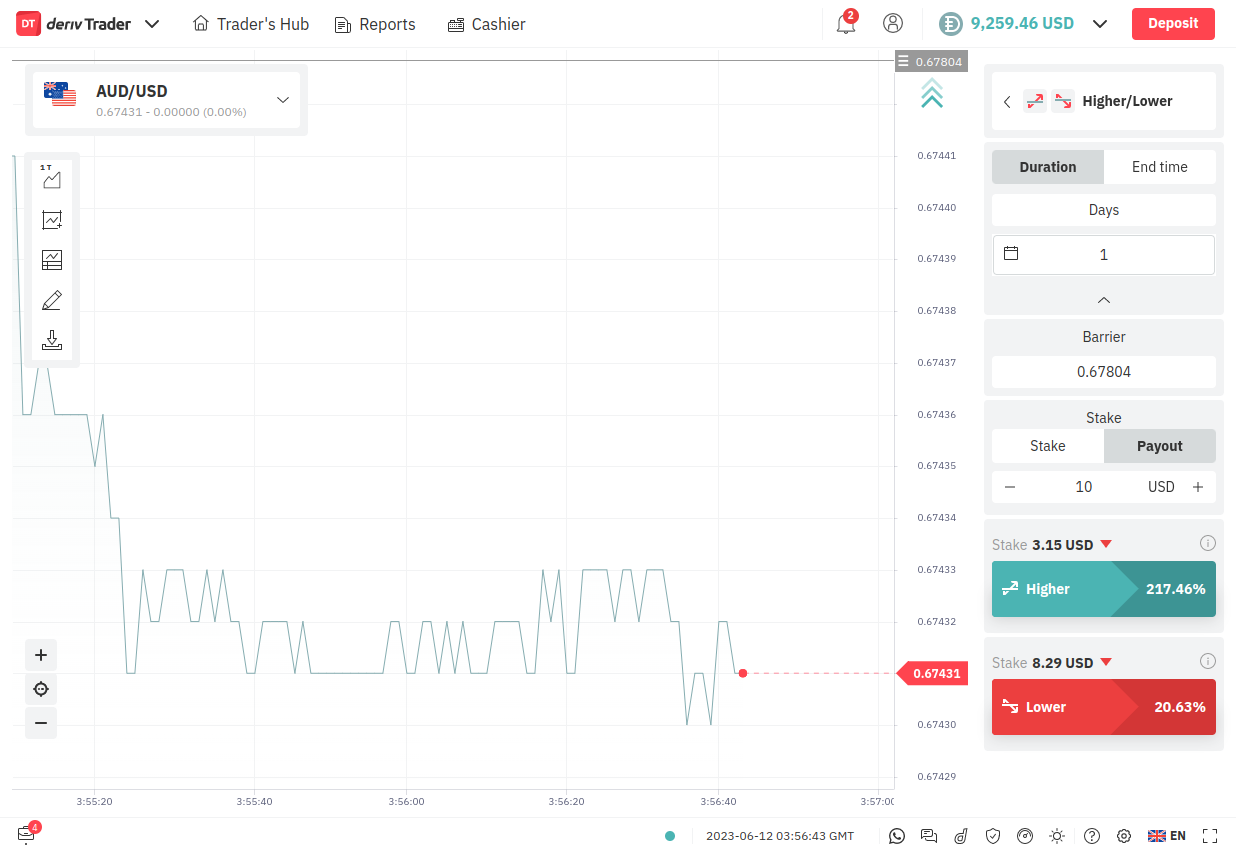 DT deriv Trader
Trader's Hub
Reports
Cashier
2
9,259.46 USD
Deposit
0.67804
AUD/USD
0.67431 - 0.00000 (0.00%)
1T
0.67441
0.67440
0.67439
0.67438
0.67437
0.67436
0.67435
0.67434
0.67433
0.67432
0.67431
0.67430
0.67429
3:55:20
3:55:40
3:56:00
3:56:20
3:56:40
3:57:00
Higher/Lower
Duration
End time
Days
1
Barrier
0.67804
Stake
Stake
Payout
10
USD
Stake 3.15 USD
Higher
217.46%
Stake 8.29 USD
Lower
20.63%
4
2023-06-12 03:56:43 GMT
EN